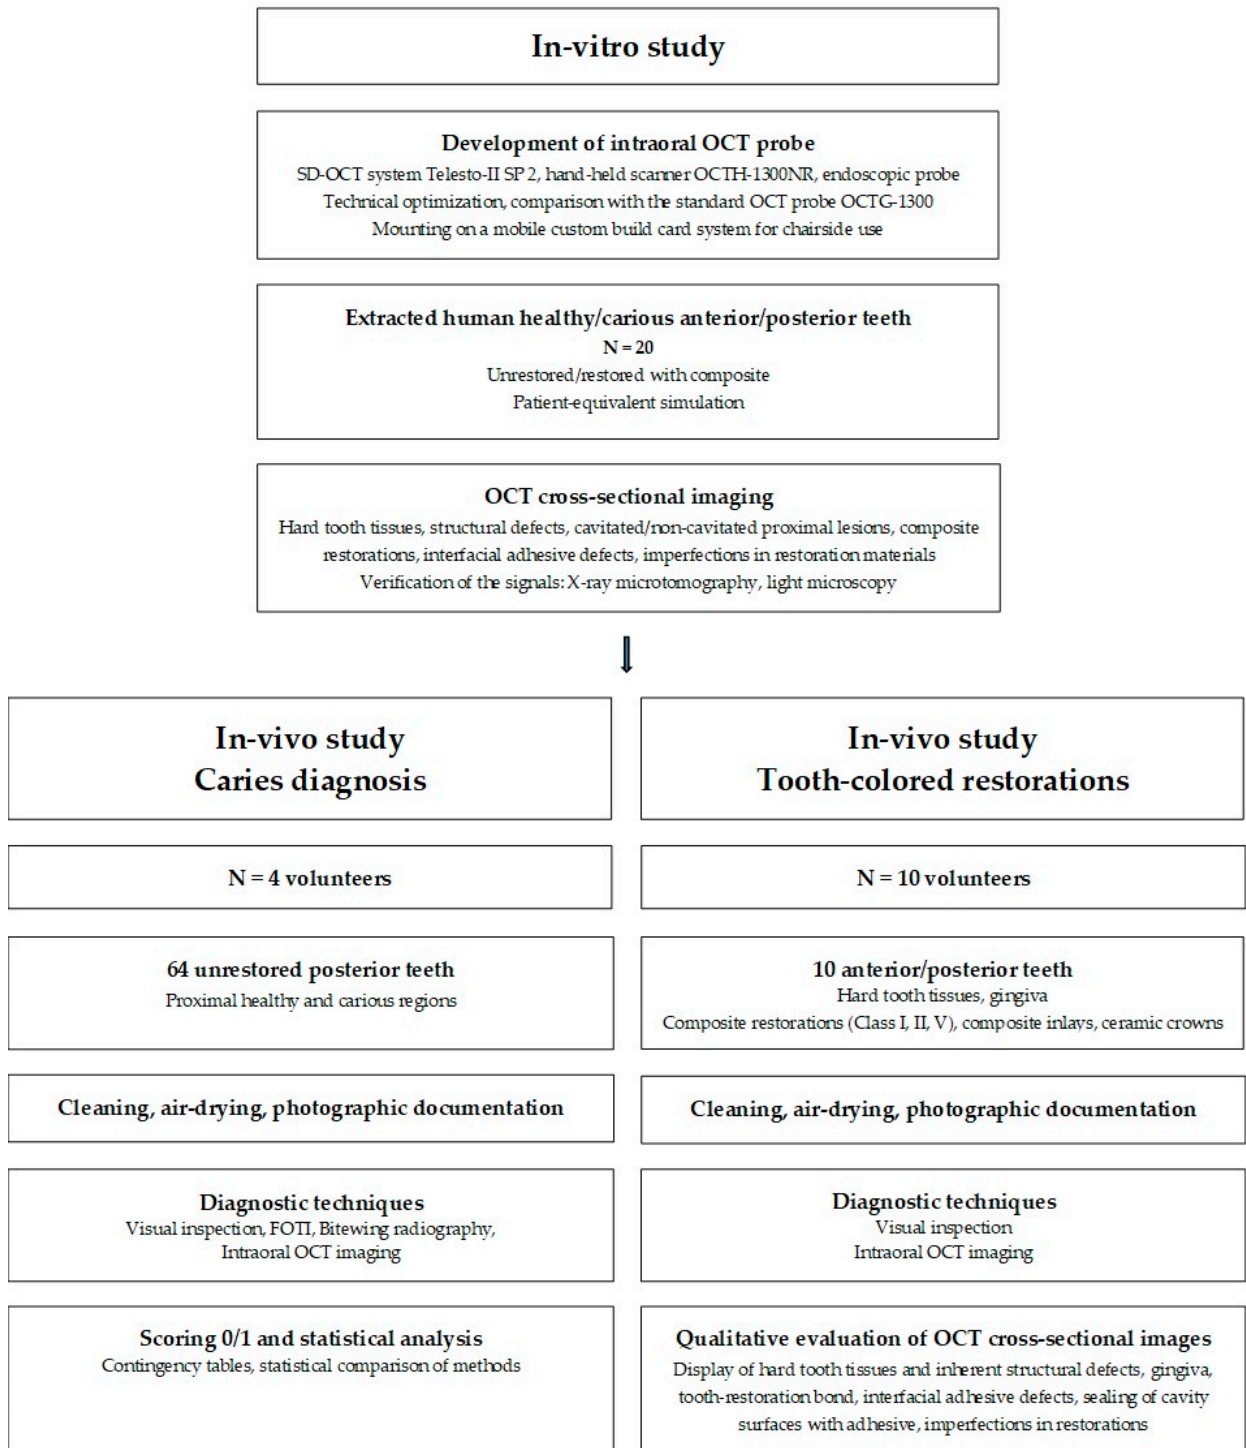 In-vitro study
Development of intraoral OCT probe
SD-OCT system Telesto-II SP 2, hand-held scanner OCTH-1300NR, endoscopic probe
Technical optimization, comparison with the standard OCT probe OCTG-1300
Mounting on a mobile custom build card system for chairside use
Extracted human healthy/carious anterior/posterior teeth
N = 20
Unrestored/restored with composite
Patient-equivalent simulation
OCT cross-sectional imaging
Hard tooth tissues, structural defects, cavitated/non-cavitated proximal lesions, composite
restorations, interfacial adhesive defects, imperfections in restoration materials
Verification of the signals: X-ray microtomography, light microscopy
In-vivo study
Caries diagnosis
N = 4 volunteers
64 unrestored posterior teeth
Proximal healthy and carious regions
Cleaning, air-drying, photographic documentation
Diagnostic techniques
Visual inspection, FOTI, Bitewing radiography,
Intraoral OCT imaging
Scoring 0/1 and statistical analysis
Contingency tables, statistical comparison of methods
In-vivo study
Tooth-colored restorations
N = 10 volunteers
10 anterior/posterior teeth
Hard tooth tissues, gingiva
Composite restorations (Class I, II, V), composite inlays, ceramic crowns
Cleaning, air-drying, photographic documentation
Diagnostic techniques
Visual inspection
Intraoral OCT imaging
Qualitative evaluation of OCT cross-sectional images
Display of hard tooth tissues and inherent structural defects, gingiva,
tooth-restoration bond, interfacial adhesive defects, sealing of cavity
surfaces with adhesive, imperfections in restorations